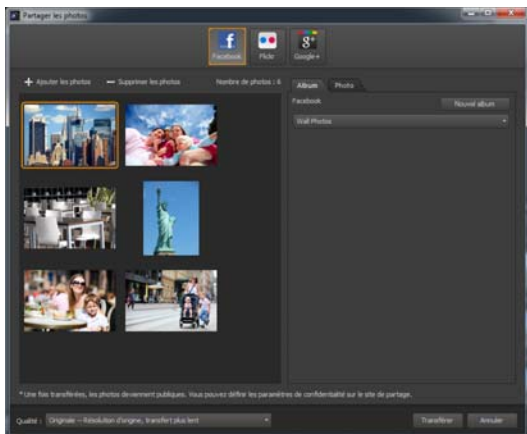 Partager les photos
Facebook
Flickr
Google+
Ajouter les photos
Supprimer les photos
Nombre de photos : 6
Album
Photo
Facebook
Nouvel album
Wall Photos
* Une fois transférées, les photos deviennent publiques. Vous pouvez définir les paramètres de confidentialité sur le site de partage.
Qualité :
Originale – Résolution d'origine, transfert plus lent
Transférer
Annuler